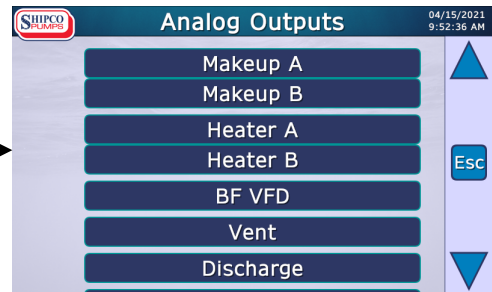 SHIPCO
PUMPS
Analog Outputs
04/15/2021
9:52:36 AM
Makeup A
Makeup B
Heater A
Heater B
Esc
BF VFD
Vent
Discharge